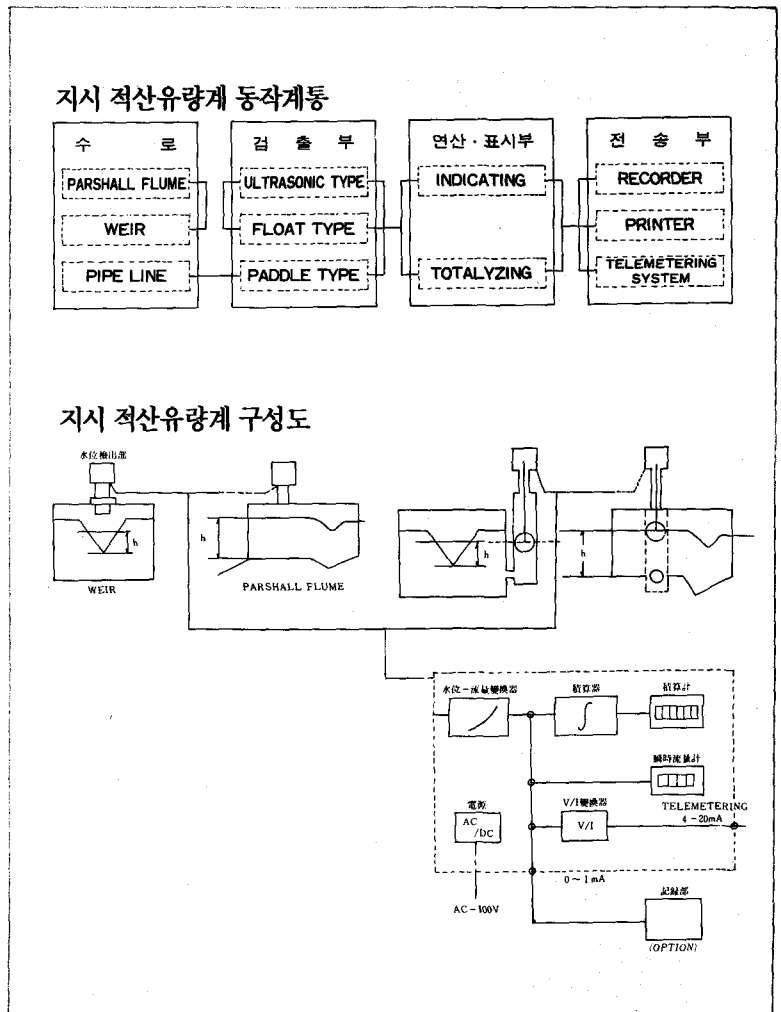 지시 적산유량계 동작계통
수 로
PARSHALL FLUME
WEIR
PIPE LINE
검 출 부
ULTRASONIC TYPE
FLOAT TYPE
PADDLE TYPE
연산·표시부
INDICATING
TOTALYZING
전 송 부
RECORDER
PRINTER
TELEMETERING
SYSTEM
지시 적산유량계 구성도
水位檢出部
h
WEIR
h
PARSHALL FLUME
h
h
水位-流量變換器
積算器
積算計
瞬時流量計
電源
AC
/DC
V/I變換器
V/I
TELEMETERING
4-20mA
0~1mA
AC-100V
記録部
(OPTION)